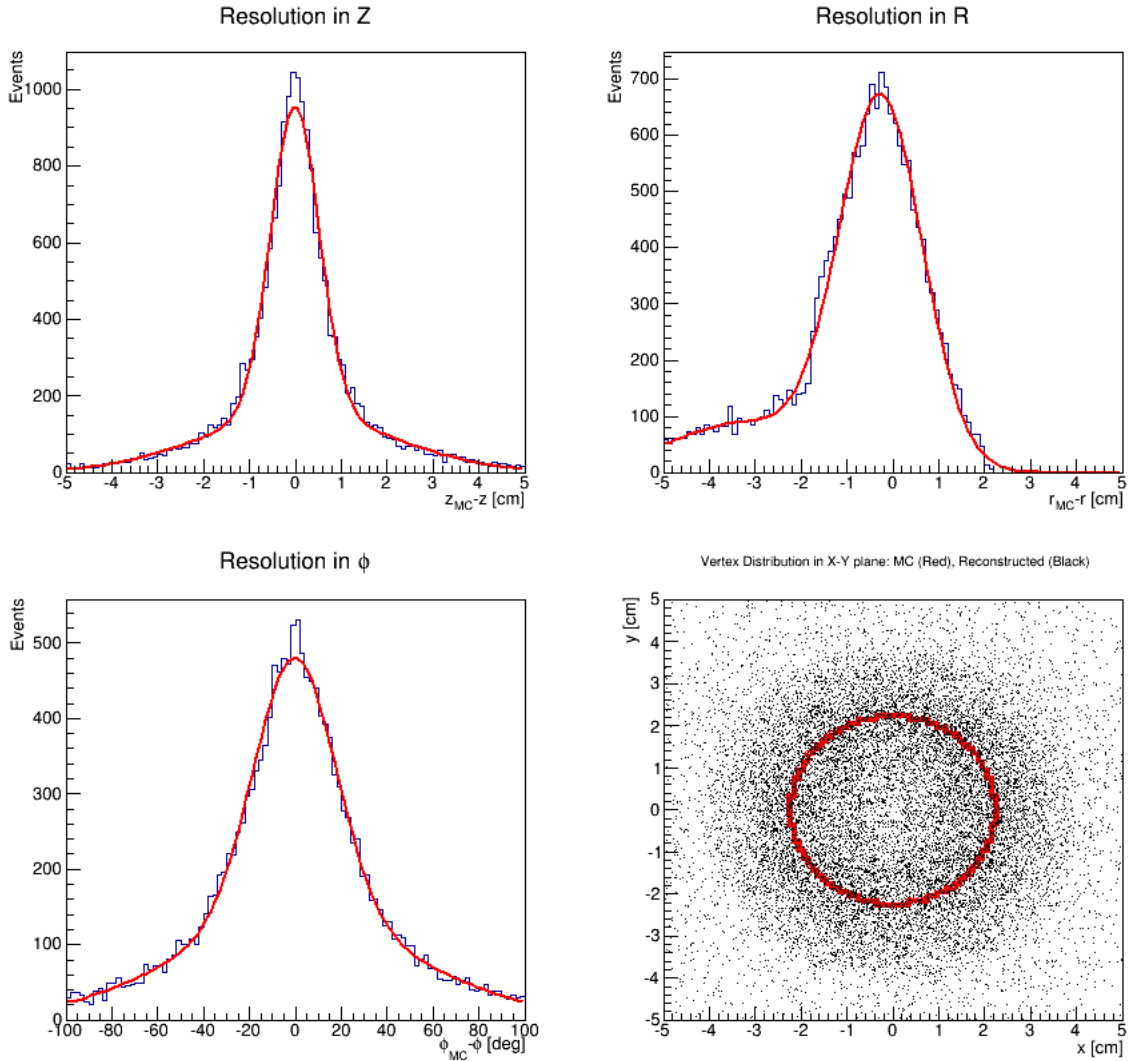 Resolution in Z
Events
1000
800
600
400
200
0
-5 -4 -3 -2 -1 0 1 2 3 4 5
z_MC-z [cm]
Resolution in R
Events
700
600
500
400
300
200
100
0
-5 -4 -3 -2 -1 0 1 2 3 4 5
r_MC-r [cm]
Resolution in ϕ
Events
500
400
300
200
100
0
-100 -80 -60 -40 -20 0 20 40 60 80 100
ϕ_MC-ϕ [deg]
Vertex Distribution in X-Y plane: MC (Red), Reconstructed (Black)
y [cm]
5
4
3
2
1
0
-1
-2
-3
-4
-5
-5 -4 -3 -2 -1 0 1 2 3 4 5
x [cm]